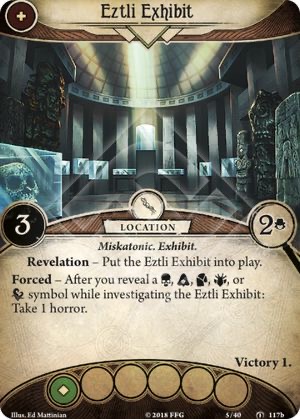 Eztli Exhibit
3
LOCATION
2
Miskatonic. Exhibit.
Revelation – Put the Eztli Exhibit into play.
Forced – After you reveal a , , , , or
symbol while investigating the Eztli Exhibit:
Take 1 horror.
Victory 1.
Illus. Ed Mattinian
© 2018 FFG
5/40
117b